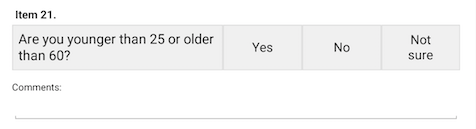 Item 21.
Are you younger than 25 or older
than 60?
Yes
No
Not
sure
Comments: